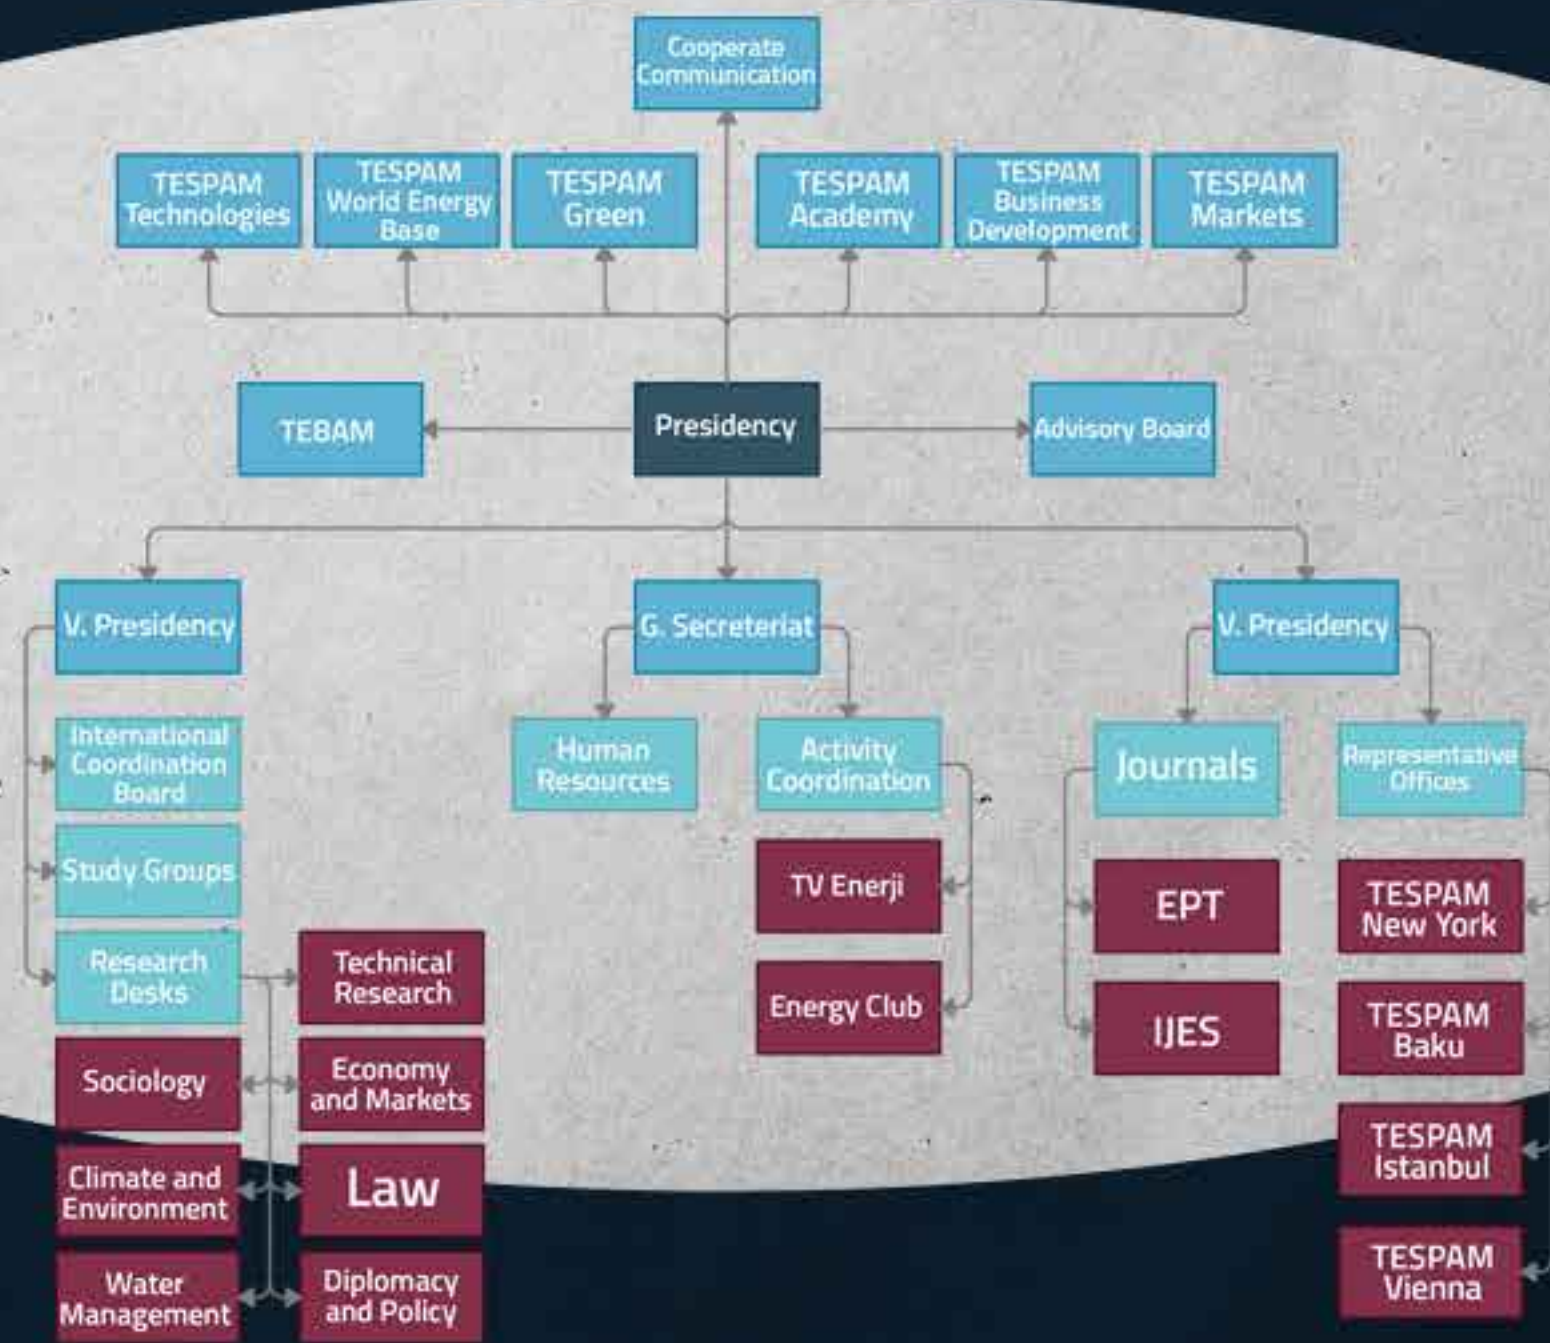 Cooperate
Communication
TESPAM
Technologies
TESPAM
World Energy
Base
TESPAM
Green
TESPAM
Academy
TESPAM
Business
Development
TESPAM
Markets
TEBAM
Presidency
Advisory Board
V. Presidency
G. Secreteriat
V. Presidency
International
Coordination
Board
Human
Resources
Activity
Coordination
Journals
Representative
Offices
Study Groups
TV Enerji
EPT
TESPAM
New York
Research
Desks
Technical
Research
Energy Club
IJES
TESPAM
Baku
Sociology
Economy
and Markets
TESPAM
Istanbul
Climate and
Environment
Law
TESPAM
Vienna
Water
Management
Diplomacy
and Policy